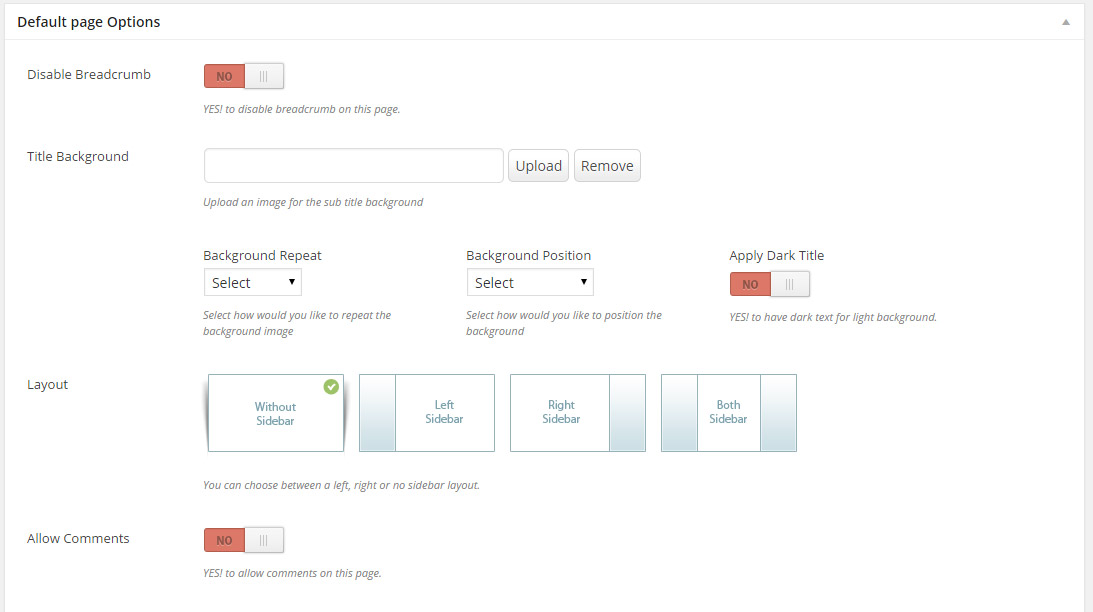 Default page Options
Disable Breadcrumb
NO
YES! to disable breadcrumb on this page.
Title Background
Upload
Remove
Upload an image for the sub title background
Background Repeat
Select
Select how would you like to repeat the
background image
Background Position
Select
Select how would you like to position the
background
Apply Dark Title
NO
YES! to have dark text for light background.
Layout
Without
Sidebar
Left
Sidebar
Right
Sidebar
Both
Sidebar
You can choose between a left, right or no sidebar layout.
Allow Comments
NO
YES! to allow comments on this page.